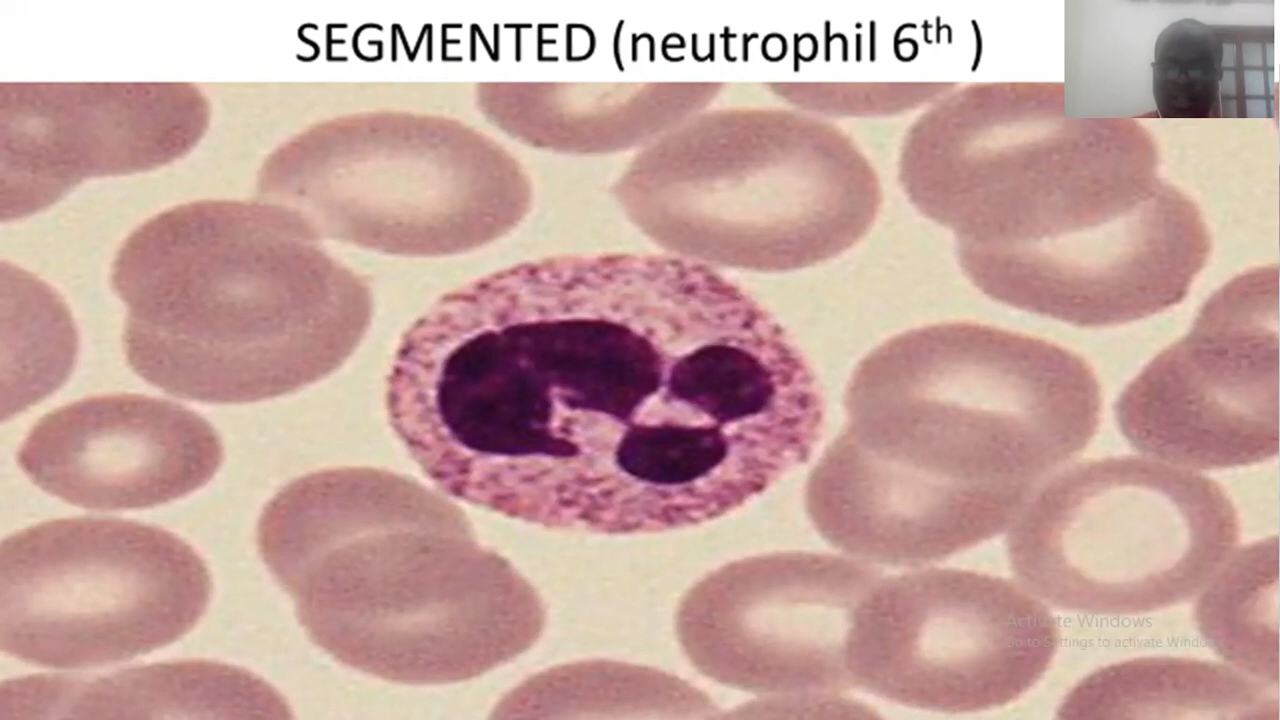 SEGMENTED (neutrophil 6th )
Activate Windows
Go to Settings to activate Windows